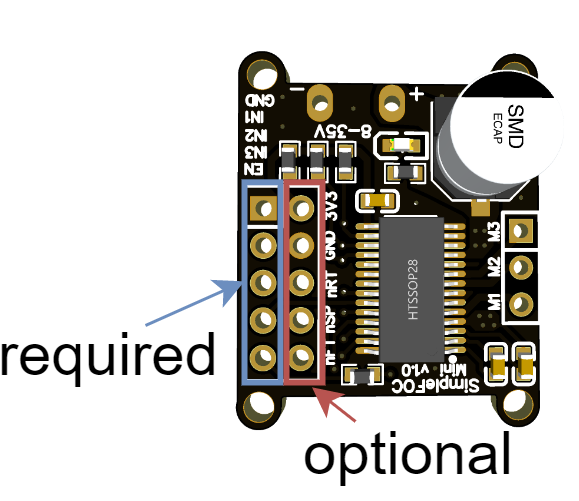 - +
GND
IN1
IN2
IN3
EN
8-35V
SMD
ECAP
3V3
GND
nRT
nSP
nFT
M3
M2
M1
HTSSOP28
SimpleFOC
Mini v1.0
required
optional